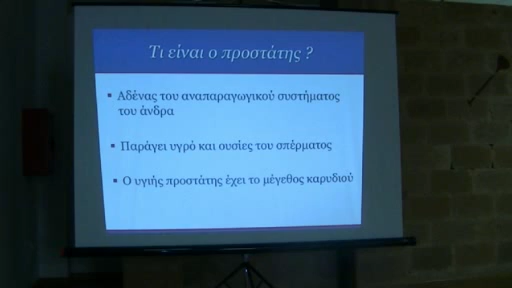 Τι είναι ο προστάτης ?
▪ Αδένας του αναπαραγωγικού συστήματος
του άνδρα
▪ Παράγει υγρό και ουσίες του σπέρματος
▪ Ο υγιής προστάτης έχει το μέγεθος καρυδιού